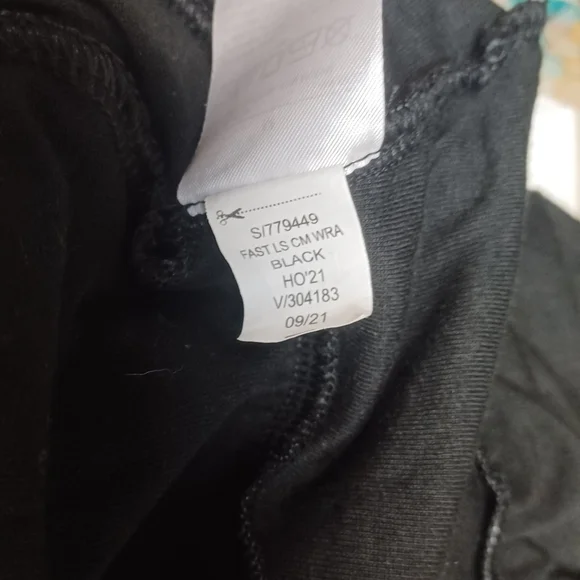 S/779449
FAST LS CM WRA
BLACK
HO'21
V/304183
09/21